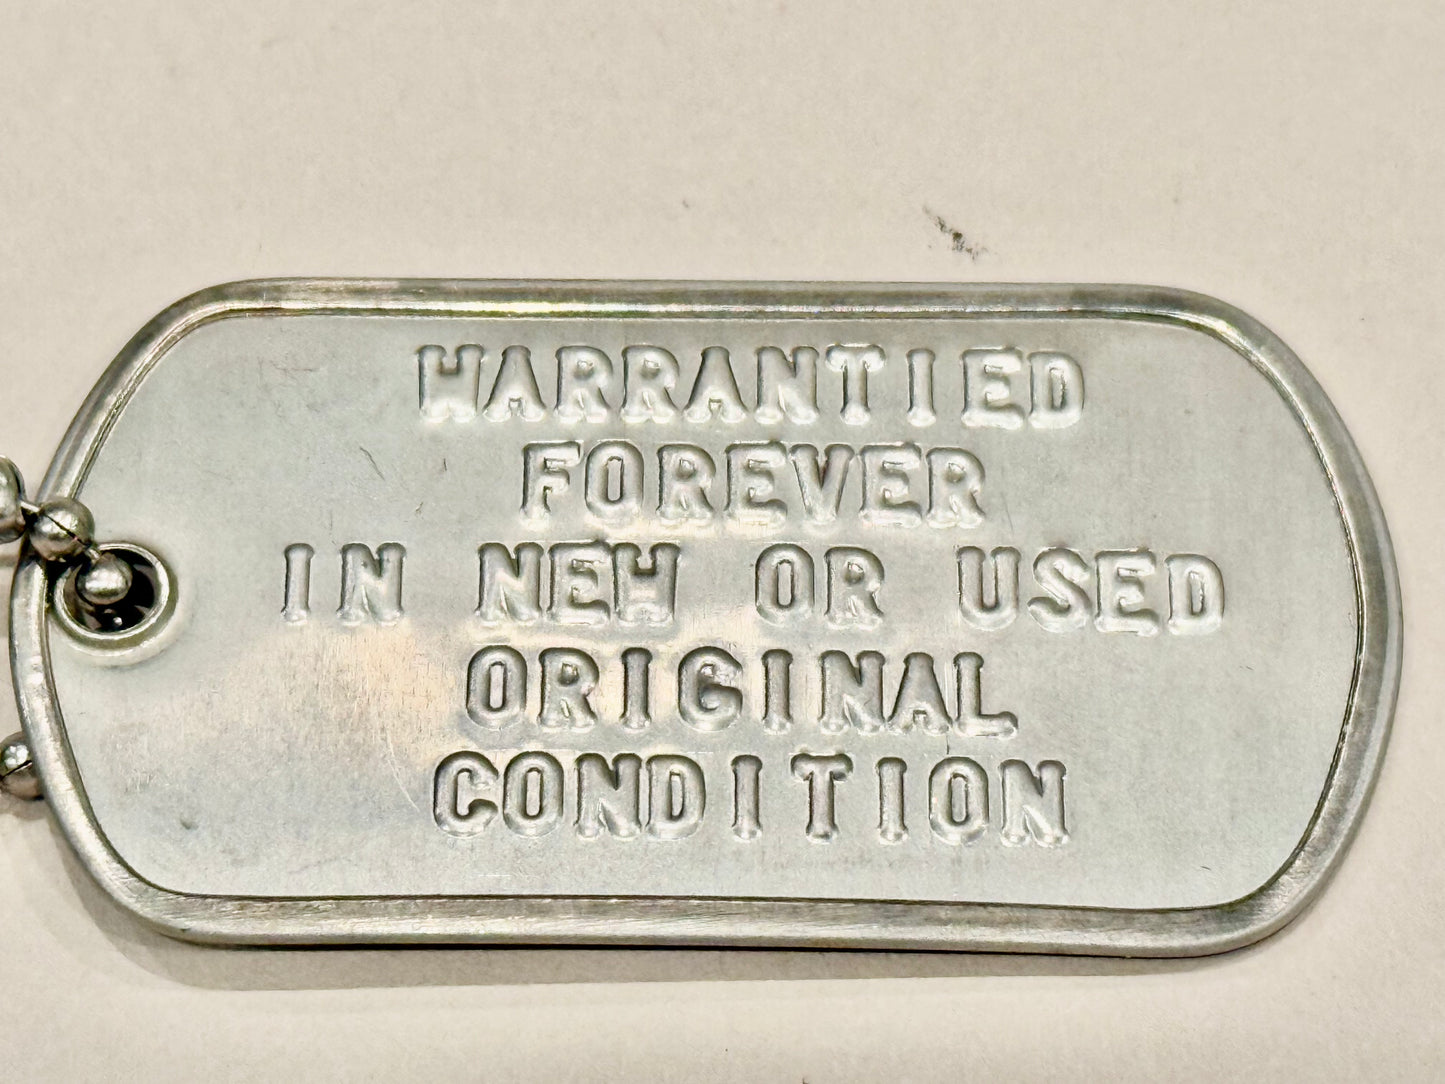 WARRANTIED
FOREVER
IN NEW OR USED
ORIGINAL
CONDITION